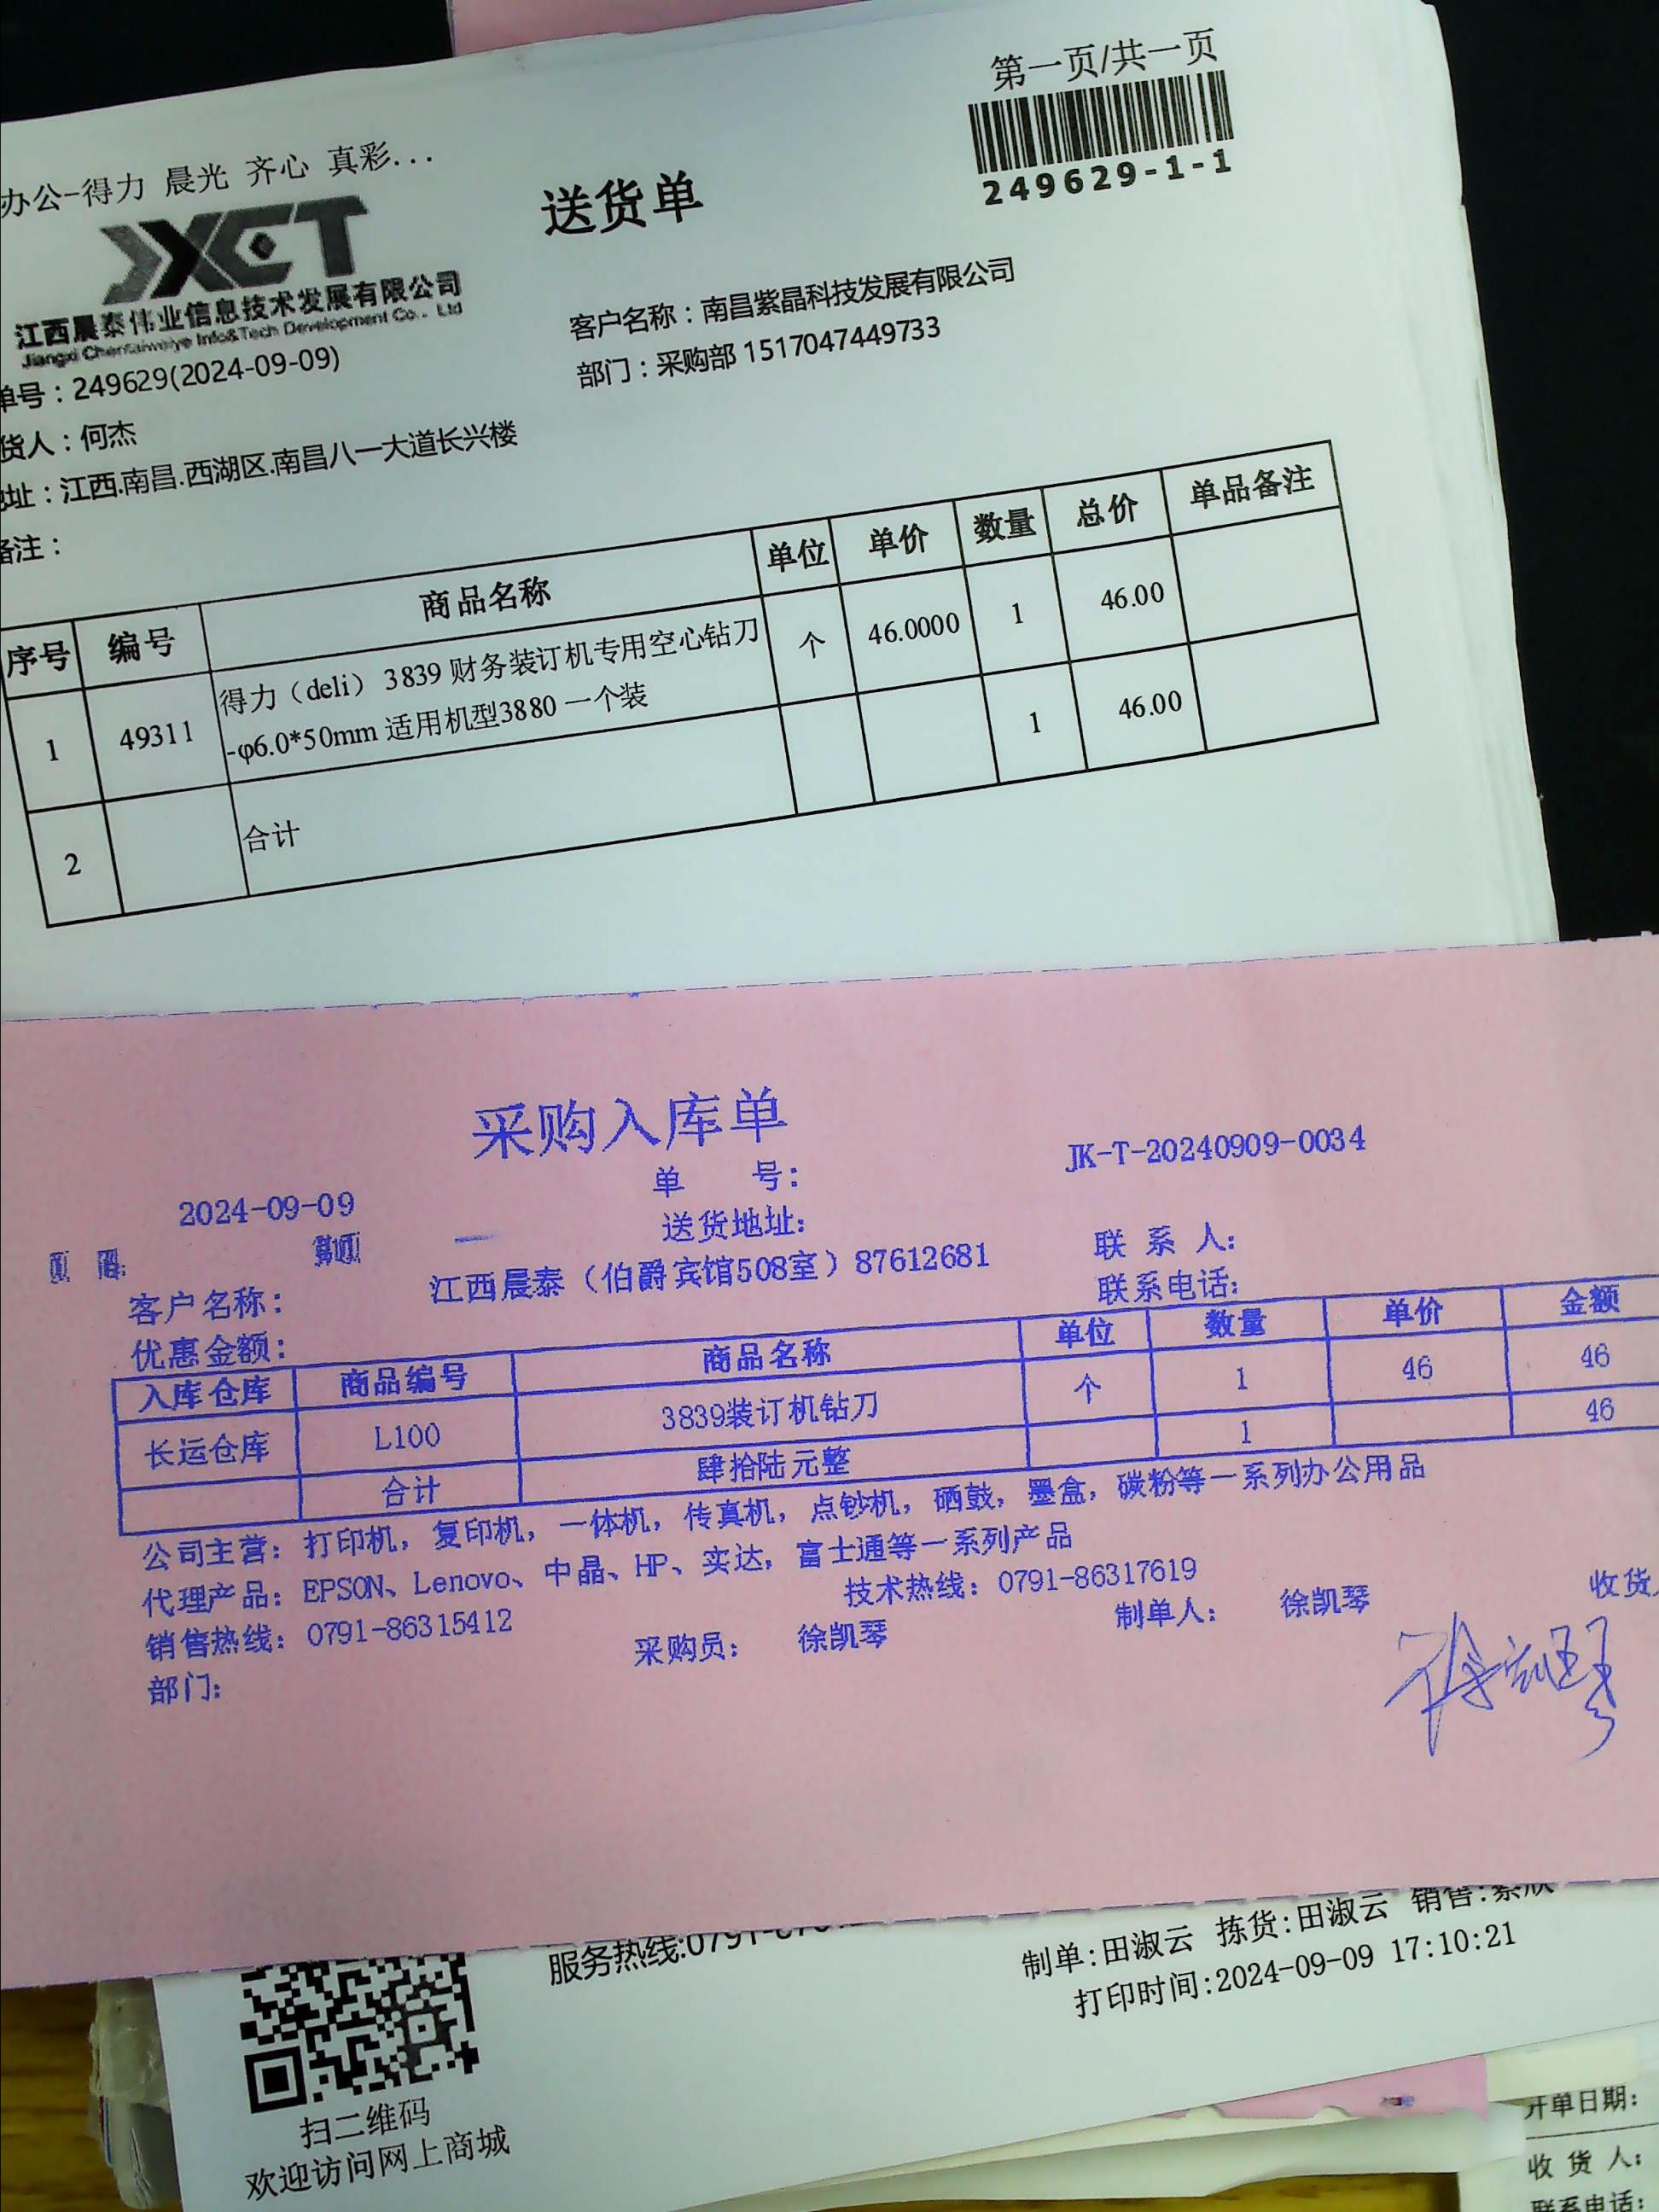 第一页/共一页
249629-1-1
办公-得力 晨光 齐心 真彩...
送货单
JXCT
江西晨泰伟业信息技术发展有限公司
Jiangxi Chentaiweiye Info&Tech Development Co., Ltd
客户名称：南昌紫晶科技发展有限公司
部门：采购部 1517047449733
单号：249629(2024-09-09)
货人：何杰
址：江西.南昌.西湖区.南昌八一大道长兴楼
备注：
序号 编号 商品名称 单位 单价 数量 总价 单品备注
1 49311 得力（deli） 3839 财务装订机专用空心钻刀 个 46.0000 1 46.00
-φ6.0*50mm 适用机型3880 一个装
2 合计 1 46.00
采购入库单
2024-09-09 单 号： JK-T-20240909-0034
送货地址：
联 系 人：
客户名称： 江西晨泰（伯爵宾馆508室）87612681
联系电话：
优惠金额：
入库仓库 商品编号 商品名称 单位 数量 单价 金额
长运仓库 L100 3839装订机钻刀 个 1 46 46
合计 肆拾陆元整 1 46
公司主营：打印机，复印机，一体机，传真机，点钞机，硒鼓，墨盒，碳粉等一系列办公用品
代理产品：EPSON、Lenovo、中晶、HP、实达，富士通等一系列产品
销售热线：0791-86315412 技术热线：0791-86317619
部门： 采购员： 徐凯琴 制单人： 徐凯琴 收货
徐凯琴
服务热线:0791-
制单:田淑云 拣货:田淑云 销售:
打印时间:2024-09-09 17:10:21
扫二维码
欢迎访问网上商城
开单日期：
收 货 人：
联系电话：